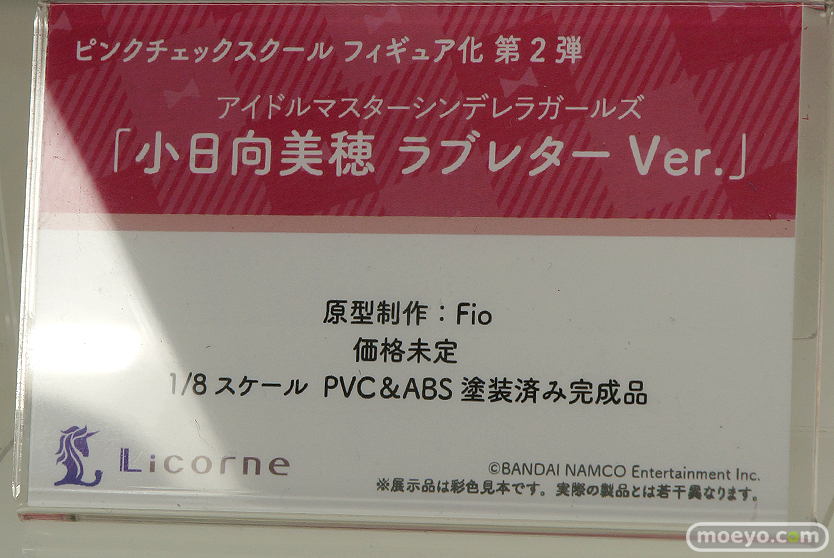 ピンクチェックスクール フィギュア化 第2弾
アイドルマスターシンデレラガールズ
「小日向美穂 ラブレター Ver.」
原型制作：Fio
価格未定
1/8スケール PVC&ABS塗装済み完成品
Licorne
©BANDAI NAMCO Entertainment Inc.
※展示品は彩色見本です。実際の製品とは若干異なります。
moeyo.com